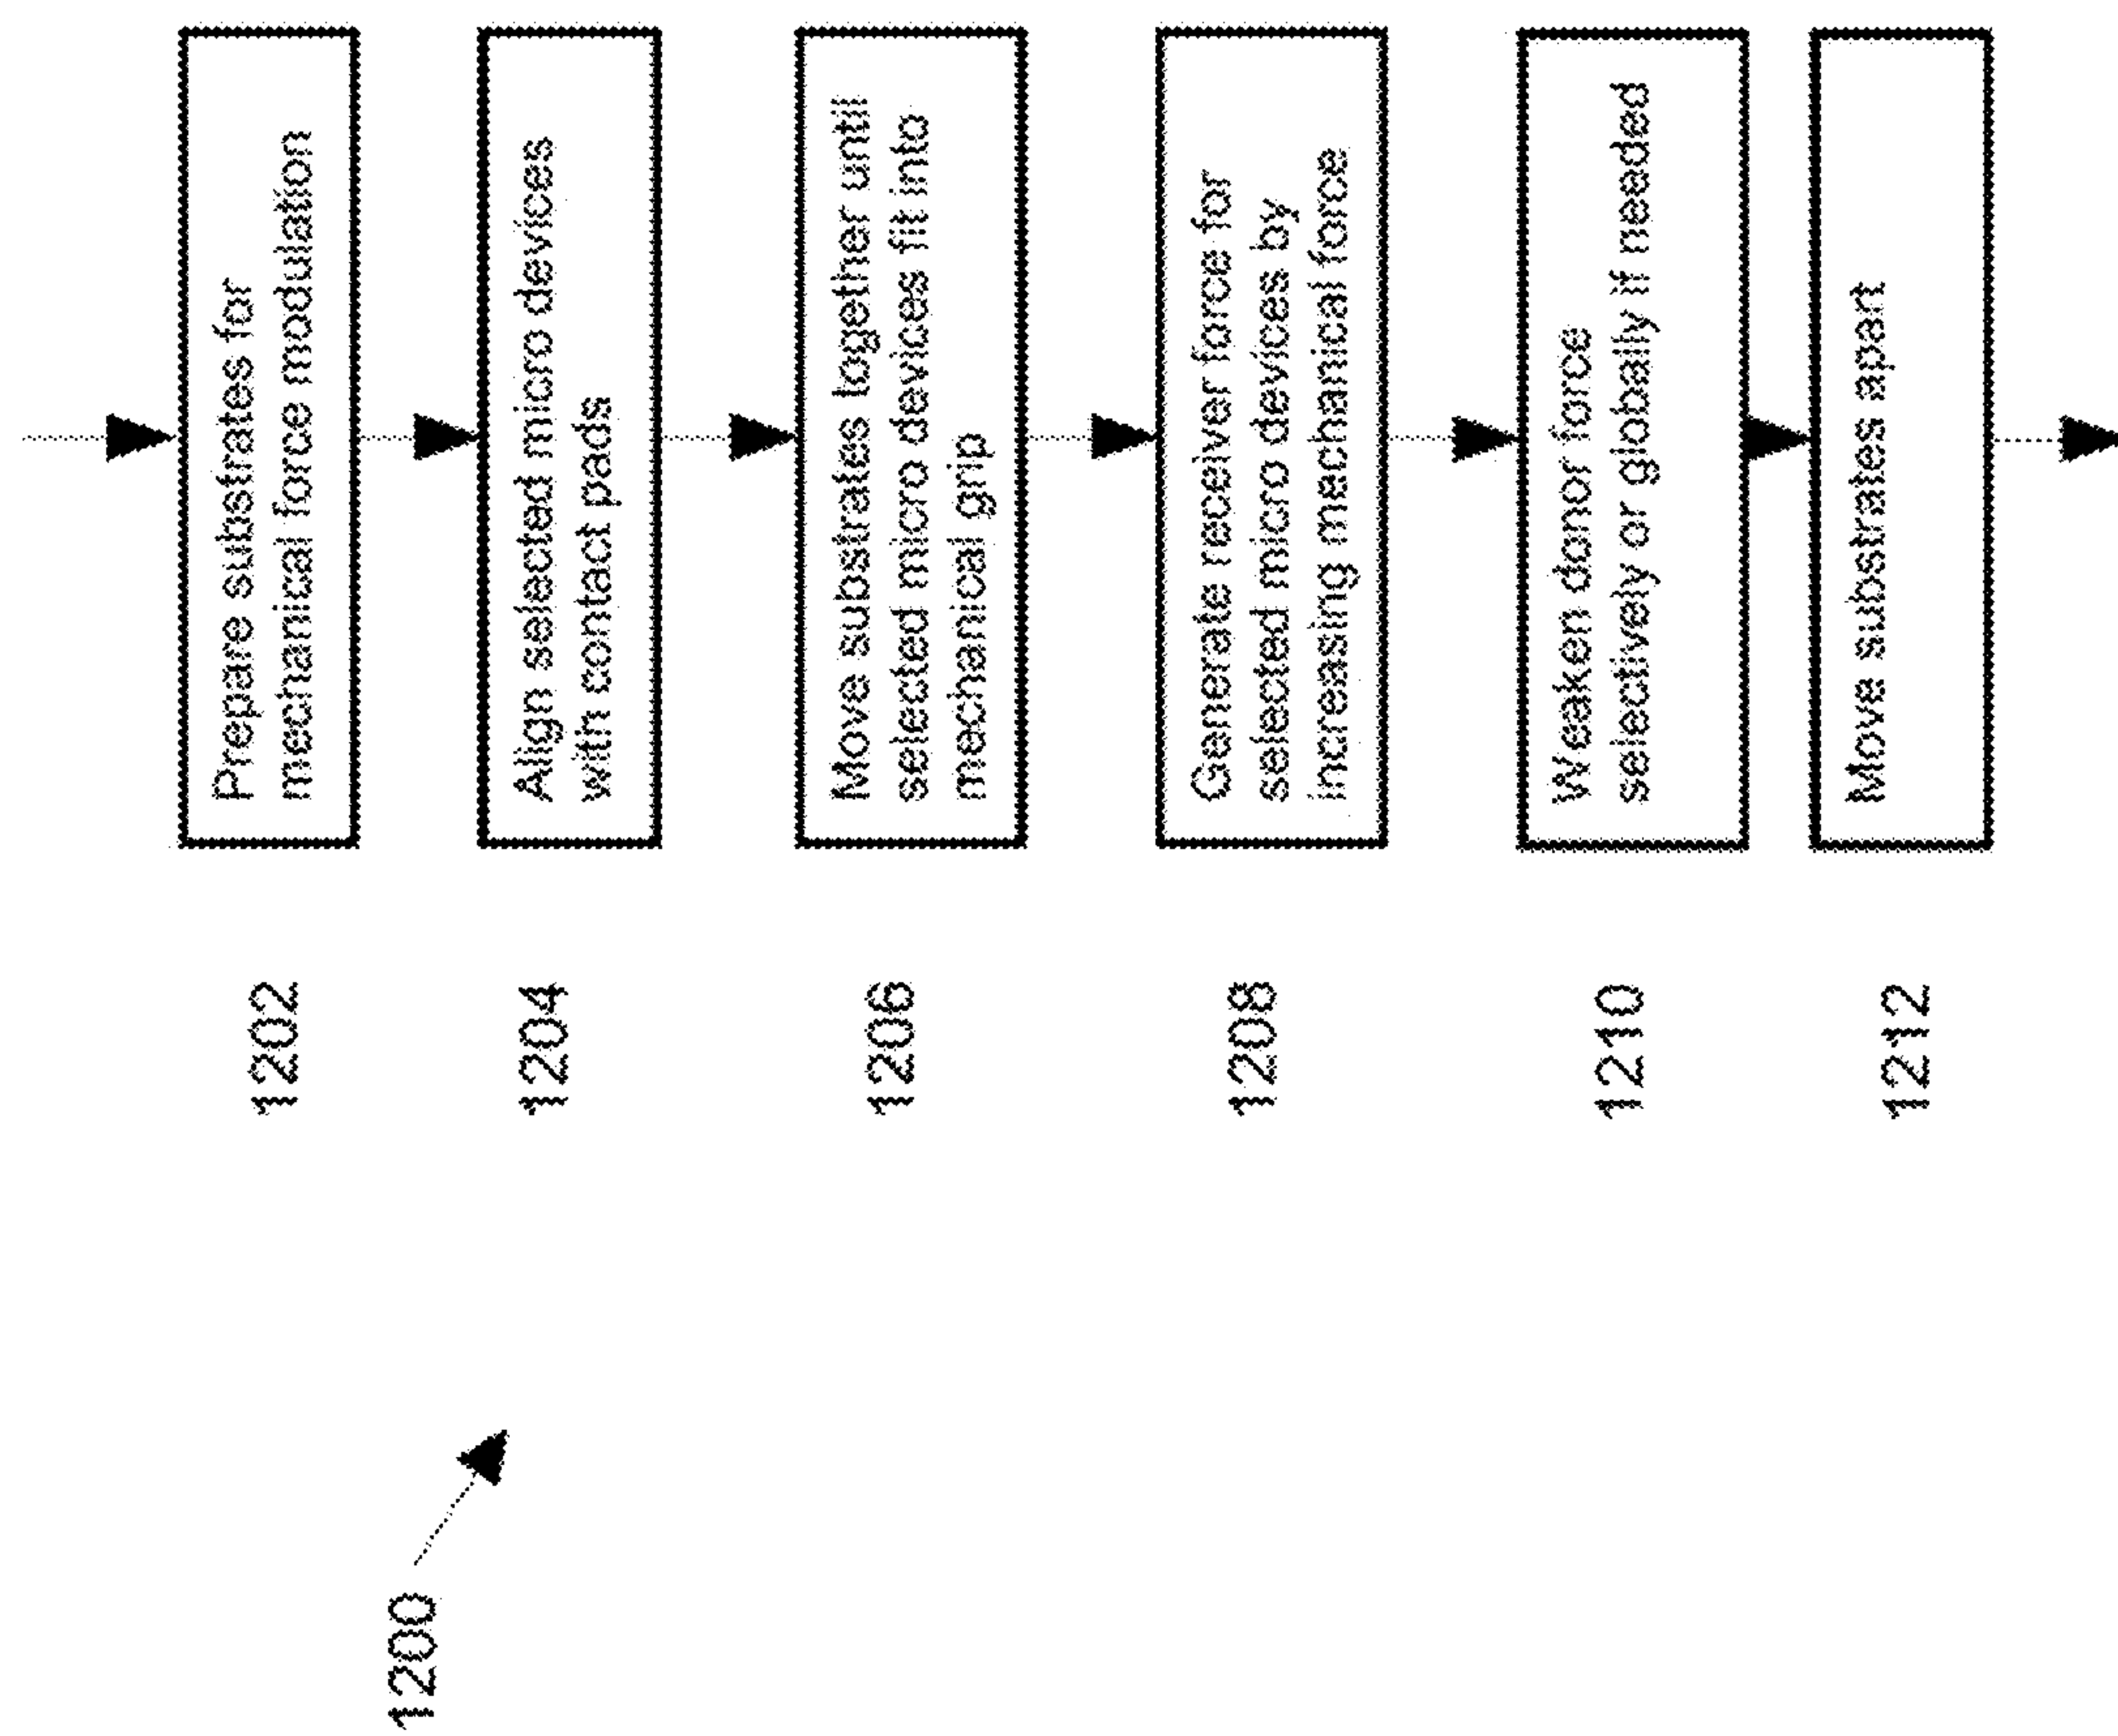 1200
1202
Prepare substrates for
mechanical force modulation
1204
Align selected micro devices
with contact pads
1206
Move substrates together until
selected micro devices fit into
mechanical grip
1208
Generate receiver force for
selected micro devices by
increasing mechanical force
1210
Weaken donor force
selectively or globally if needed
1212
Move substrates apart